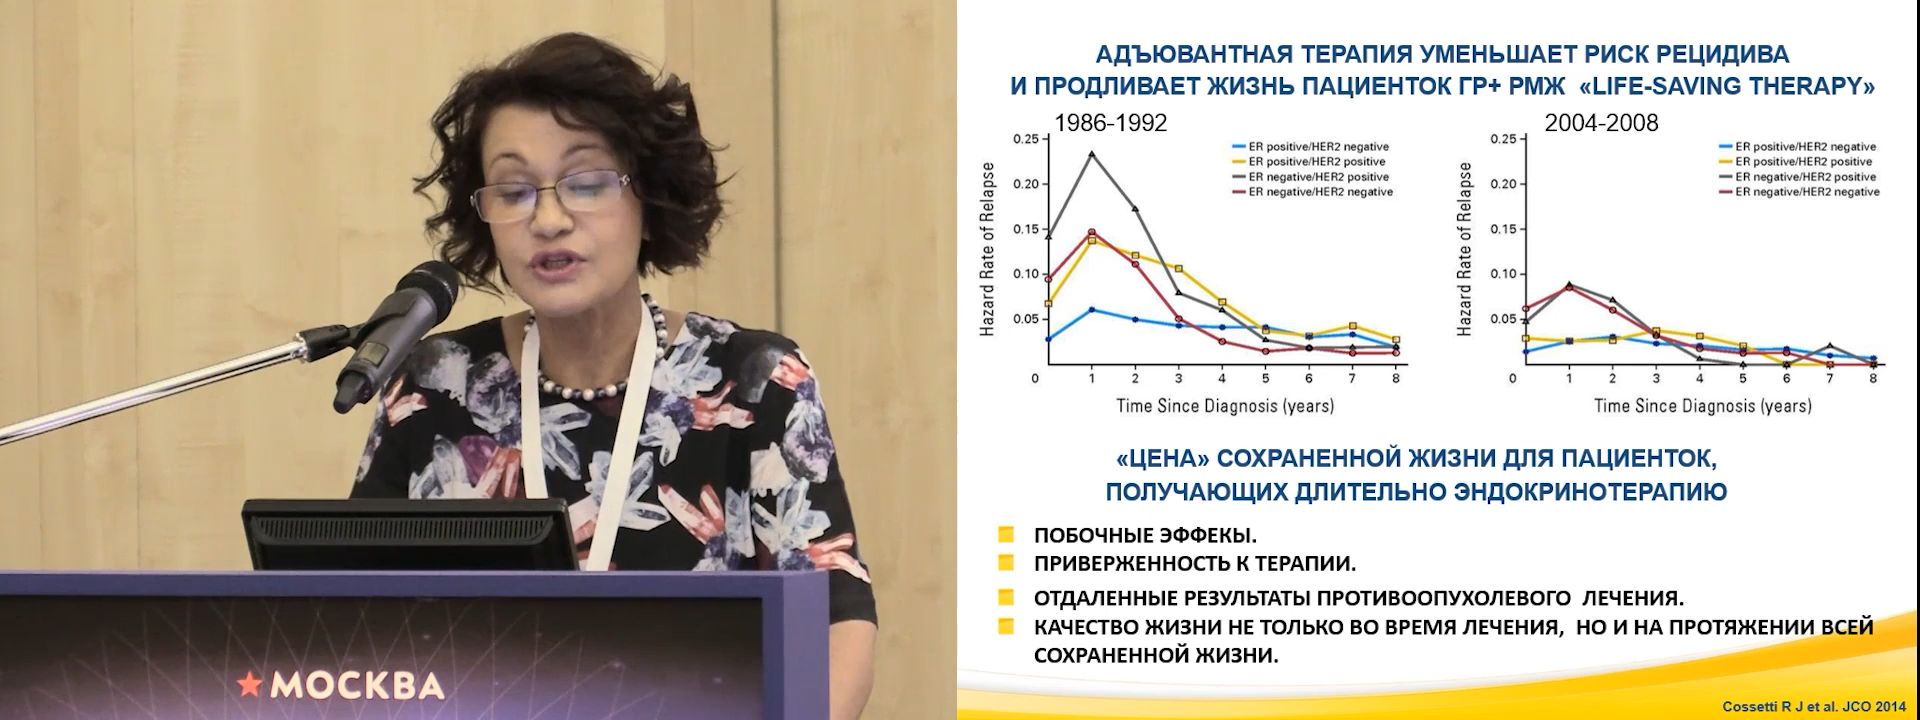 ★МОСКВА
АДЪЮВАНТНАЯ ТЕРАПИЯ УМЕНЬШАЕТ РИСК РЕЦИДИВА
И ПРОДЛИВАЕТ ЖИЗНЬ ПАЦИЕНТОК ГР+ РМЖ «LIFE-SAVING THERAPY»
1986-1992
Hazard Rate of Relapse
0.25
0.20
0.15
0.10
0.05
ER positive/HER2 negative
ER positive/HER2 positive
ER negative/HER2 positive
ER negative/HER2 negative
0 1 2 3 4 5 6 7 8
Time Since Diagnosis (years)
2004-2008
Hazard Rate of Relapse
0.25
0.20
0.15
0.10
0.05
ER positive/HER2 negative
ER positive/HER2 positive
ER negative/HER2 positive
ER negative/HER2 negative
0 1 2 3 4 5 6 7 8
Time Since Diagnosis (years)
«ЦЕНА» СОХРАНЕННОЙ ЖИЗНИ ДЛЯ ПАЦИЕНТОК,
ПОЛУЧАЮЩИХ ДЛИТЕЛЬНО ЭНДОКРИНОТЕРАПИЮ
ПОБОЧНЫЕ ЭФФЕКЫ.
ПРИВЕРЖЕННОСТЬ К ТЕРАПИИ.
ОТДАЛЕННЫЕ РЕЗУЛЬТАТЫ ПРОТИВООПУХОЛЕВОГО ЛЕЧЕНИЯ.
КАЧЕСТВО ЖИЗНИ НЕ ТОЛЬКО ВО ВРЕМЯ ЛЕЧЕНИЯ, НО И НА ПРОТЯЖЕНИИ ВСЕЙ
СОХРАНЕННОЙ ЖИЗНИ.
Cossetti R J et al. JCO 2014